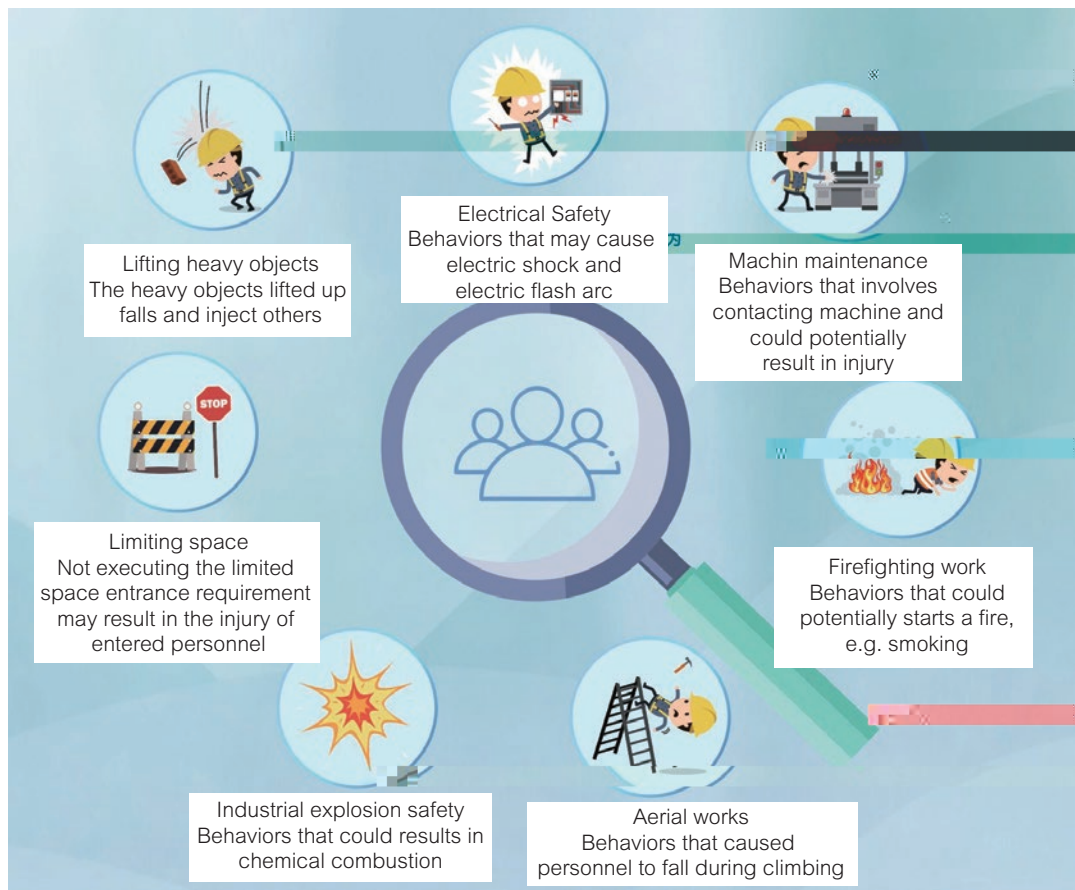 Lifting heavy objects
The heavy objects lifted up
falls and inject others
Electrical Safety
Behaviors that may cause
electric shock and
electric flash arc
Machin maintenance
Behaviors that involves
contacting machine and
could potentially
result in injury
STOP
Limiting space
Not executing the limited
space entrance requirement
may result in the injury of
entered personnel
Firefighting work
Behaviors that could
potentially starts a fire,
e.g. smoking
Industrial explosion safety
Behaviors that could results in
chemical combustion
Aerial works
Behaviors that caused
personnel to fall during climbing